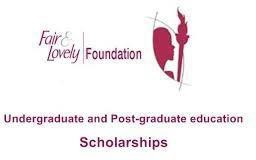 Fair & Lovely Foundation
Undergraduate and Post-graduate education
Scholarships